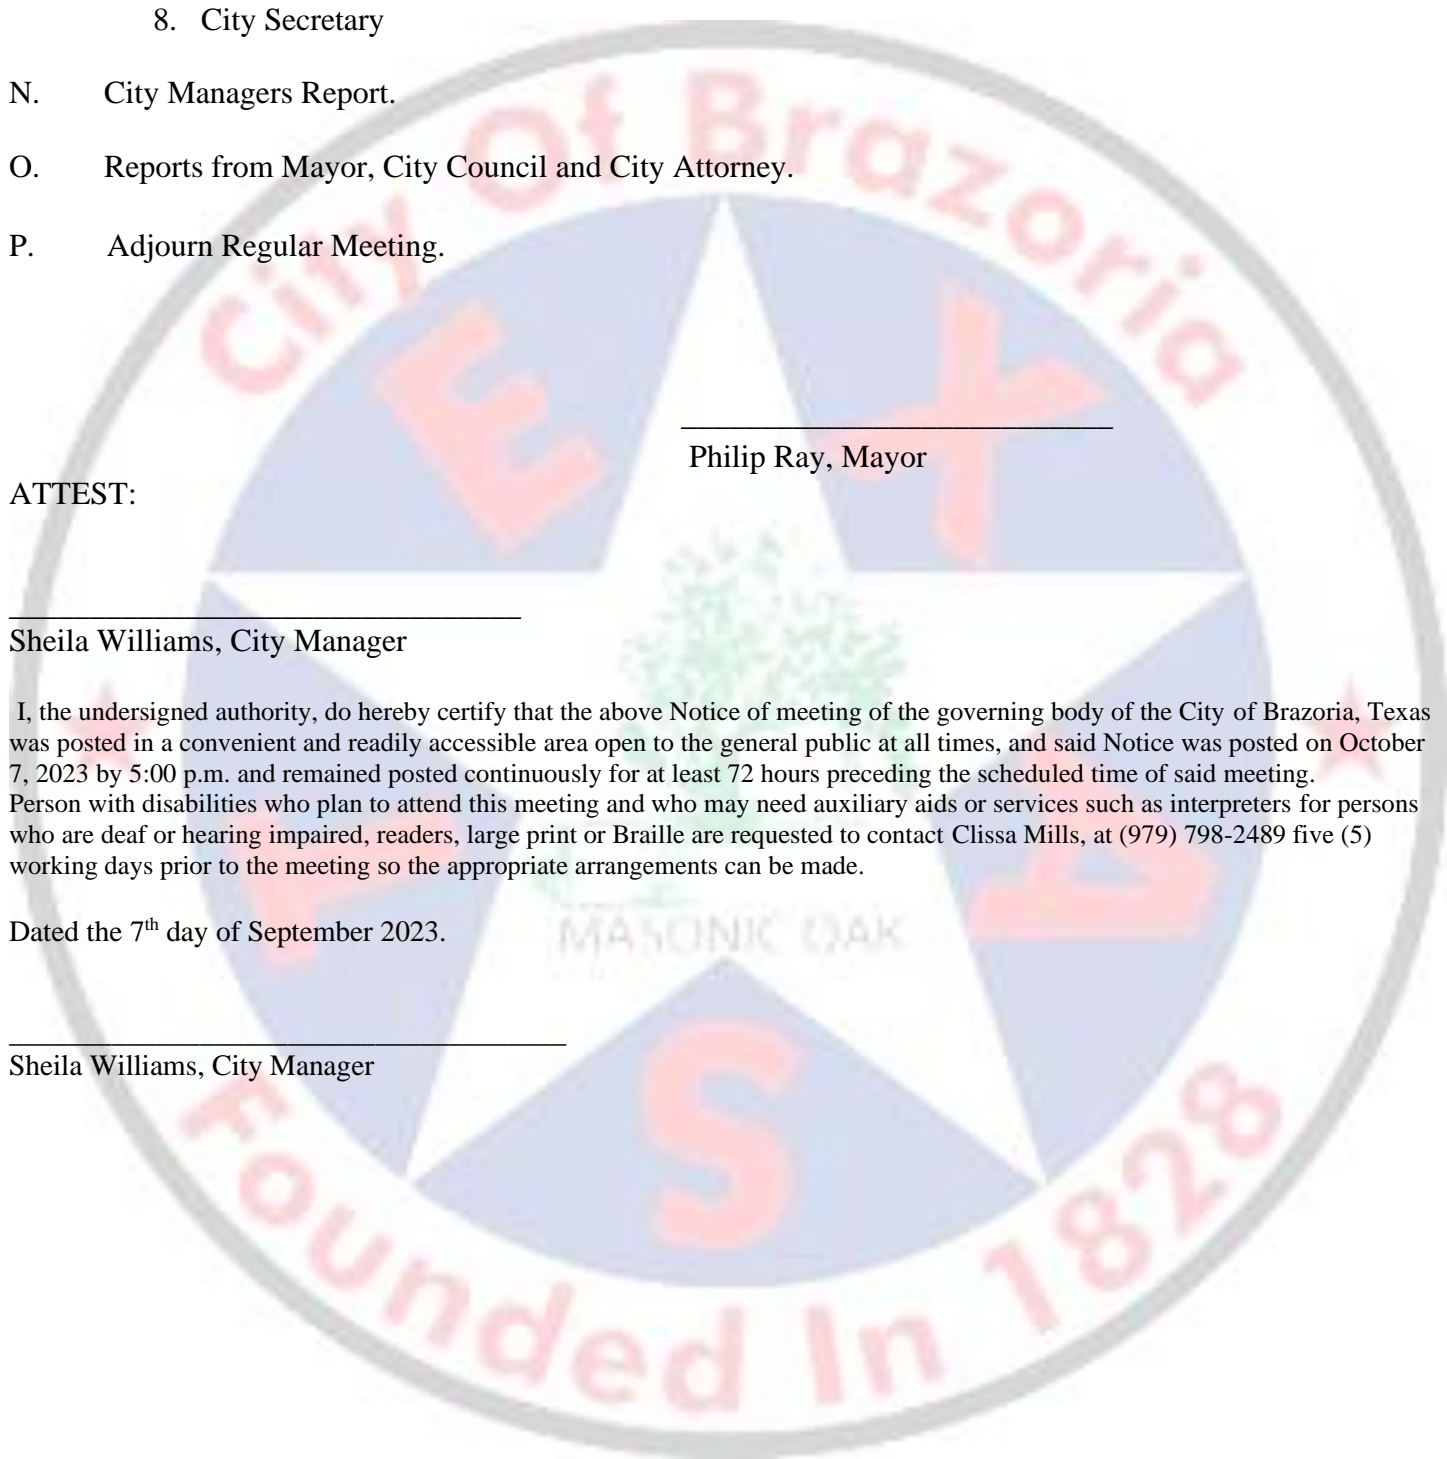 8. City Secretary
N. City Managers Report.
O. Reports from Mayor, City Council and City Attorney.
P. Adjourn Regular Meeting.
Philip Ray, Mayor
ATTEST:
Sheila Williams, City Manager
I, the undersigned authority, do hereby certify that the above Notice of meeting of the governing body of the City of Brazoria, Texas
was posted in a convenient and readily accessible area open to the general public at all times, and said Notice was posted on October
7, 2023 by 5:00 p.m. and remained posted continuously for at least 72 hours preceding the scheduled time of said meeting.
Person with disabilities who plan to attend this meeting and who may need auxiliary aids or services such as interpreters for persons
who are deaf or hearing impaired, readers, large print or Braille are requested to contact Clissa Mills, at (979) 798-2489 five (5)
working days prior to the meeting so the appropriate arrangements can be made.
Dated the 7th day of September 2023.
Sheila Williams, City Manager
City Of Brazoria
TEXAS
MASONIC OAK
Founded In 1828